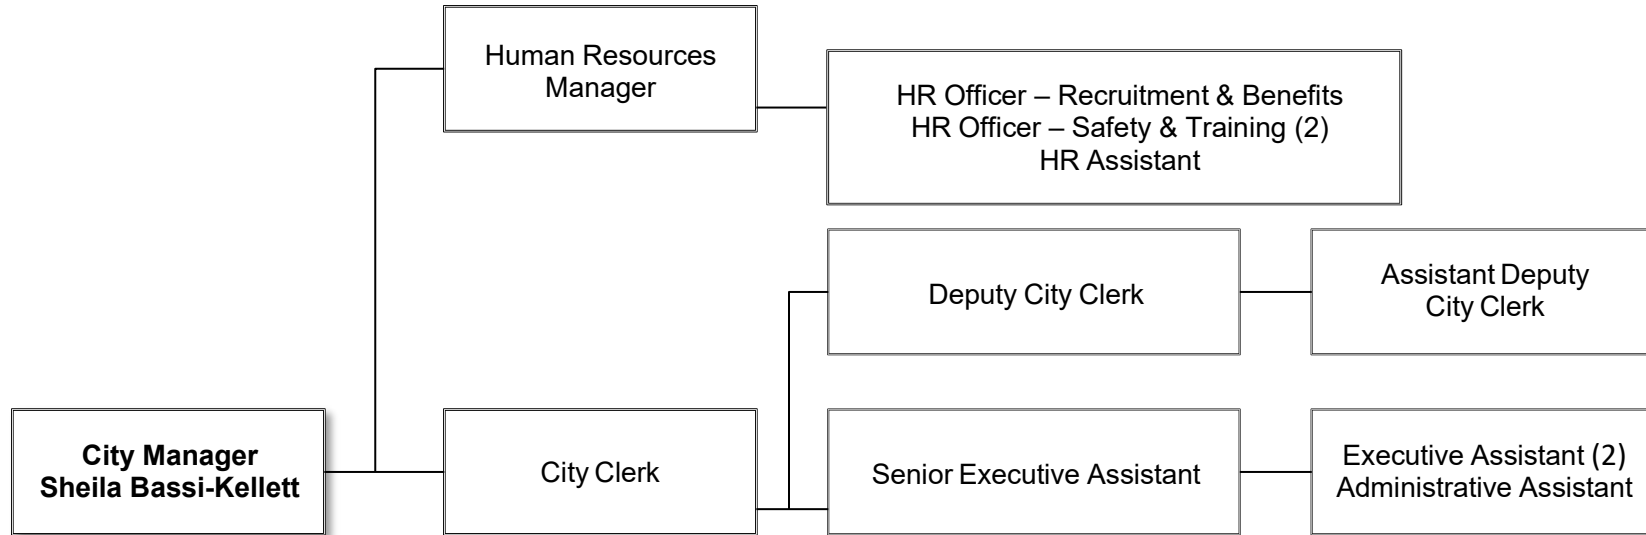 Human Resources
Manager
HR Officer – Recruitment & Benefits
HR Officer – Safety & Training (2)
HR Assistant
Deputy City Clerk
Assistant Deputy
City Clerk
City Manager
Sheila Bassi-Kellett
City Clerk
Senior Executive Assistant
Executive Assistant (2)
Administrative Assistant